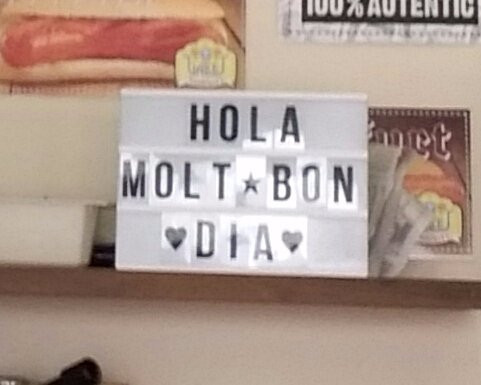 100% AUTENTIC
HOLA
MOLT★BON
♥DIA♥